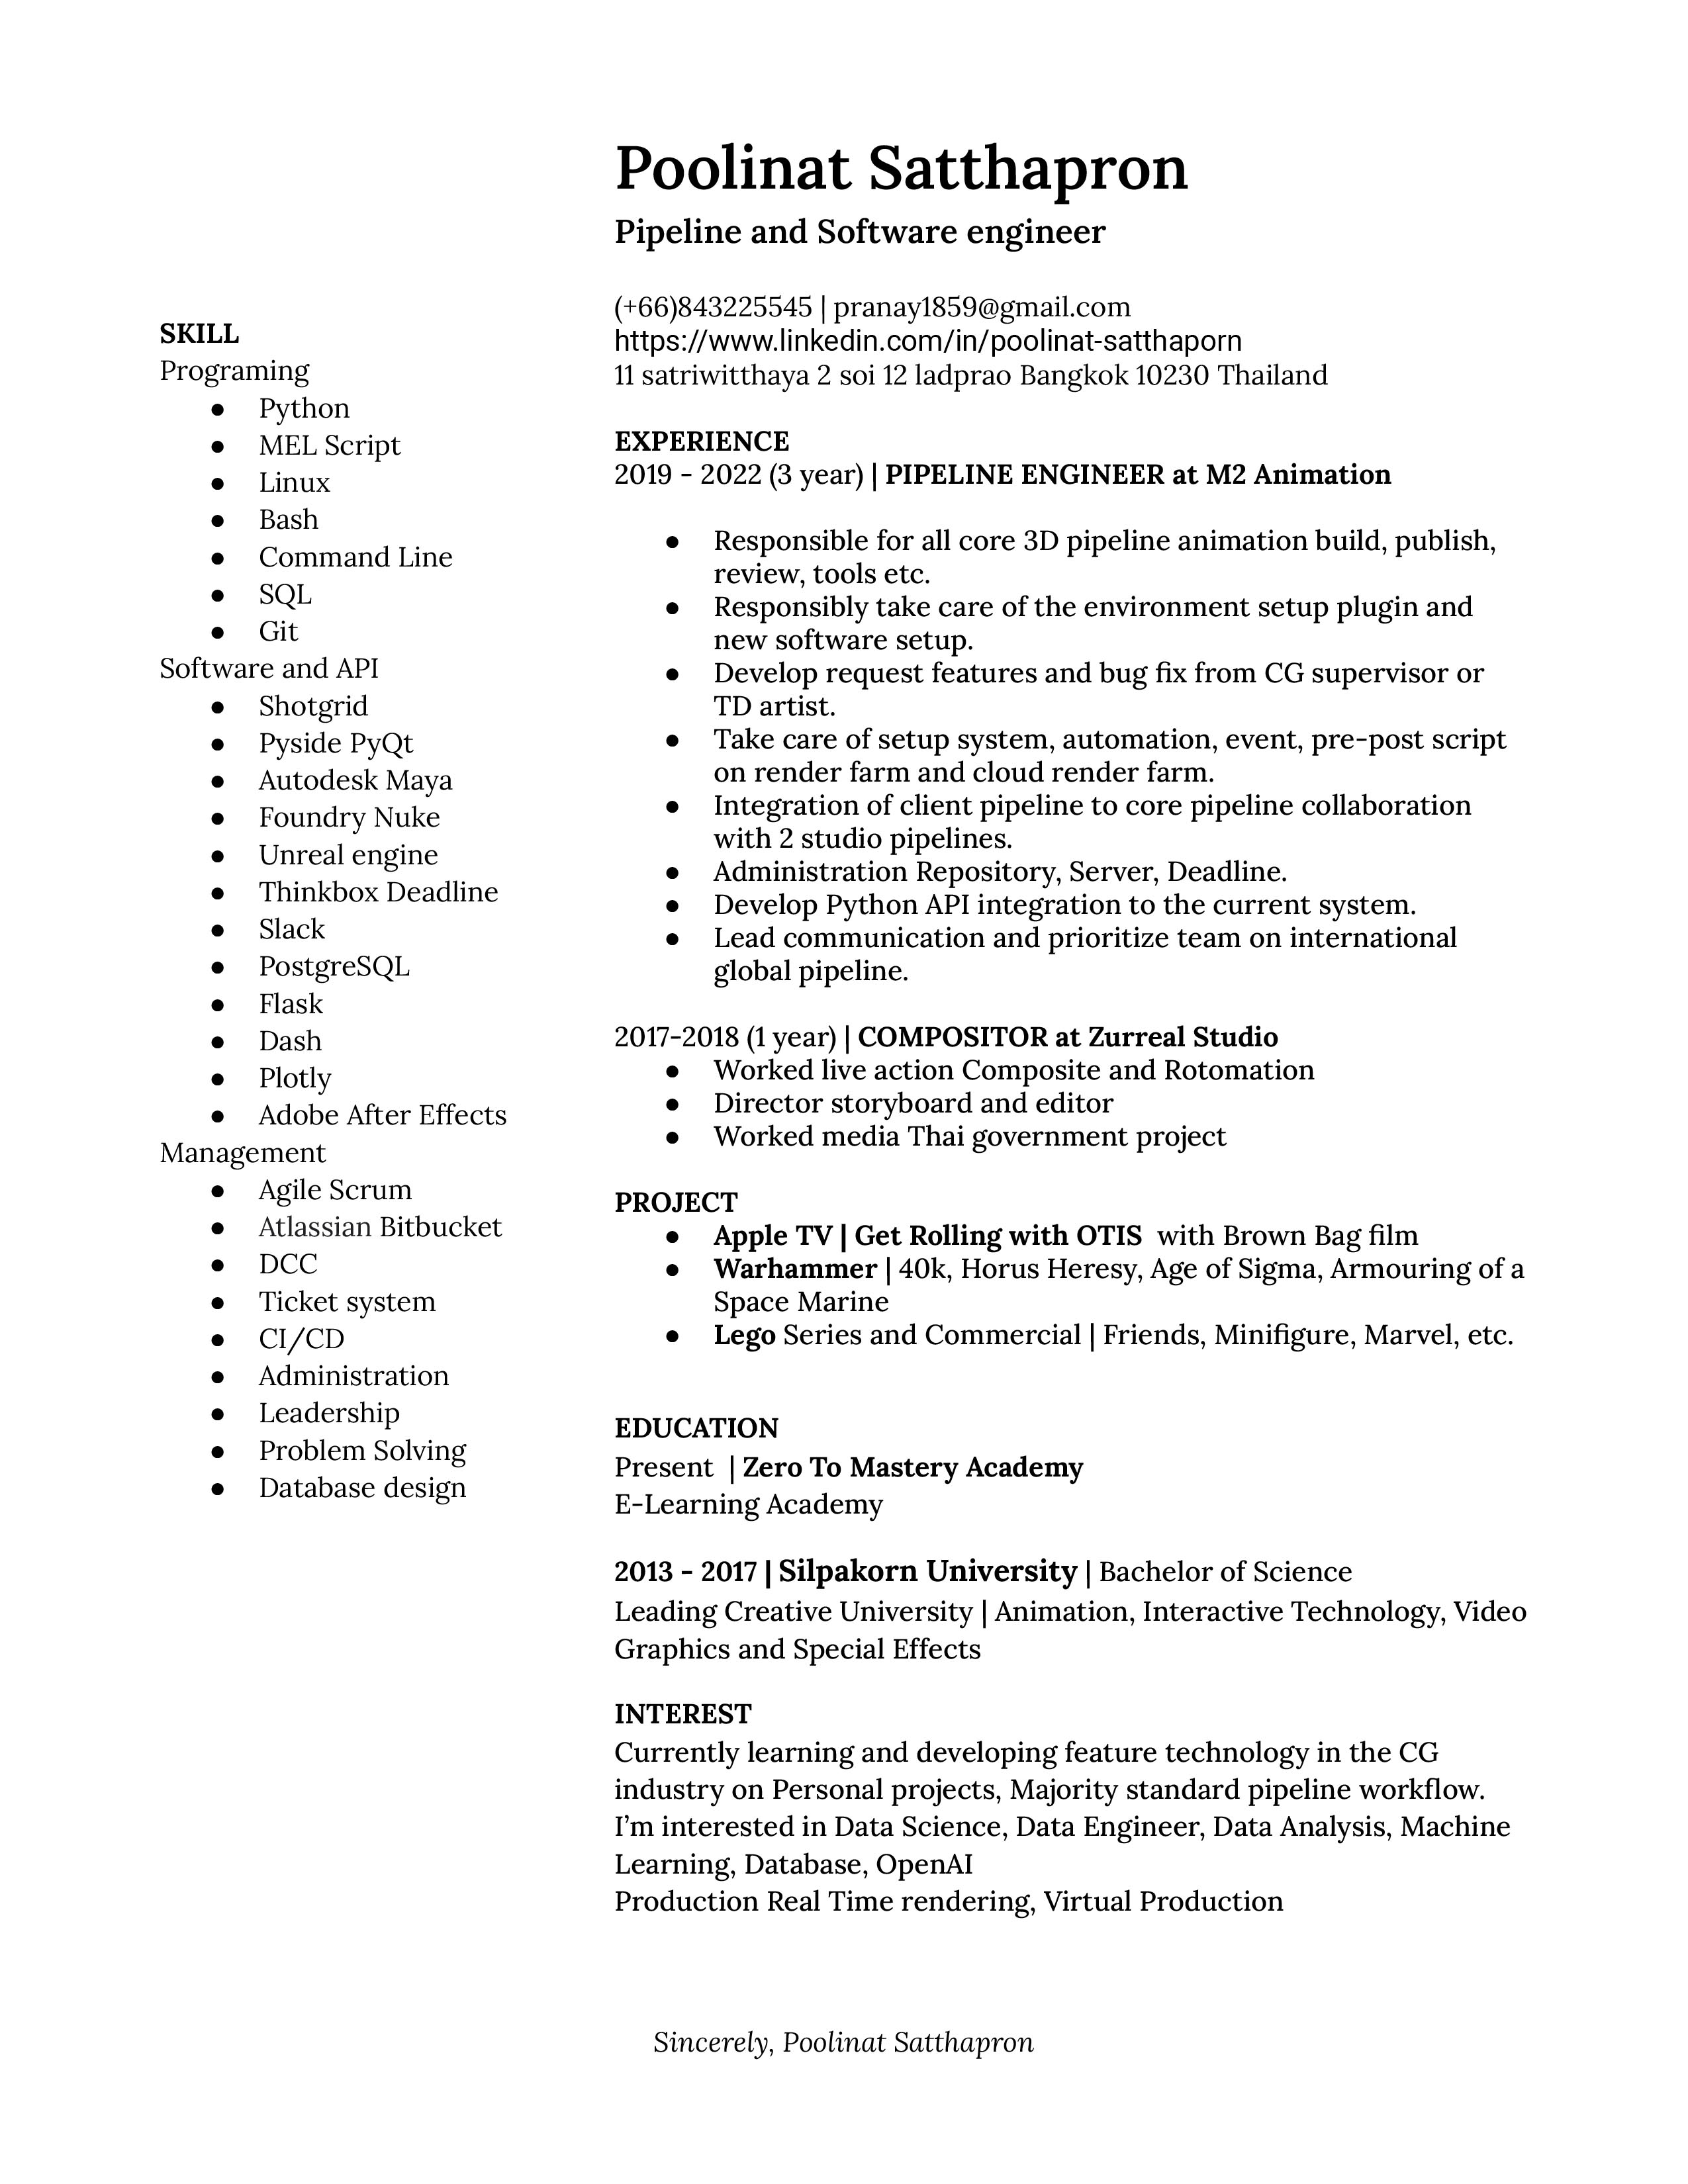 Poolinat Satthapron
Pipeline and Software engineer
(+66)843225545 | pranay1859@gmail.com
https://www.linkedin.com/in/poolinat-satthaporn
11 satriwitthaya 2 soi 12 ladprao Bangkok 10230 Thailand
SKILL
Programing
● Python
● MEL Script
● Linux
● Bash
● Command Line
● SQL
● Git
Software and API
● Shotgrid
● Pyside PyQt
● Autodesk Maya
● Foundry Nuke
● Unreal engine
● Thinkbox Deadline
● Slack
● PostgreSQL
● Flask
● Dash
● Plotly
● Adobe After Effects
Management
● Agile Scrum
● Atlassian Bitbucket
● DCC
● Ticket system
● CI/CD
● Administration
● Leadership
● Problem Solving
● Database design
EXPERIENCE
2019 - 2022 (3 year) | PIPELINE ENGINEER at M2 Animation
● Responsible for all core 3D pipeline animation build, publish,
review, tools etc.
● Responsibly take care of the environment setup plugin and
new software setup.
● Develop request features and bug fix from CG supervisor or
TD artist.
● Take care of setup system, automation, event, pre-post script
on render farm and cloud render farm.
● Integration of client pipeline to core pipeline collaboration
with 2 studio pipelines.
● Administration Repository, Server, Deadline.
● Develop Python API integration to the current system.
● Lead communication and prioritize team on international
global pipeline.
2017-2018 (1 year) | COMPOSITOR at Zurreal Studio
● Worked live action Composite and Rotomation
● Director storyboard and editor
● Worked media Thai government project
PROJECT
● Apple TV | Get Rolling with OTIS with Brown Bag film
● Warhammer | 40k, Horus Heresy, Age of Sigma, Armouring of a
Space Marine
● Lego Series and Commercial | Friends, Minifigure, Marvel, etc.
EDUCATION
Present | Zero To Mastery Academy
E-Learning Academy
2013 - 2017 | Silpakorn University | Bachelor of Science
Leading Creative University | Animation, Interactive Technology, Video
Graphics and Special Effects
INTEREST
Currently learning and developing feature technology in the CG
industry on Personal projects, Majority standard pipeline workflow.
I’m interested in Data Science, Data Engineer, Data Analysis, Machine
Learning, Database, OpenAI
Production Real Time rendering, Virtual Production
Sincerely, Poolinat Satthapron